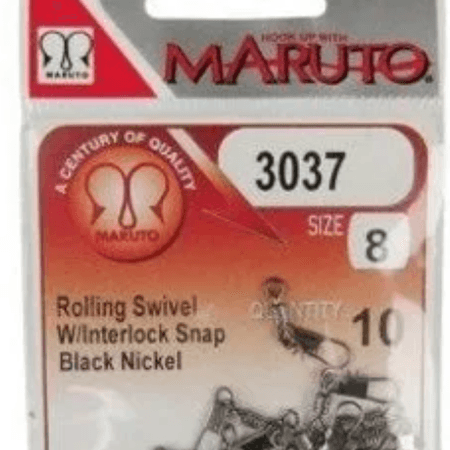 MARUTO
HOOK UP WITH
MARUTO
A CENTURY OF QUALITY
MARUTO
3037
SIZE 8
QUANTITY 10
Rolling Swivel
W/Interlock Snap
Black Nickel